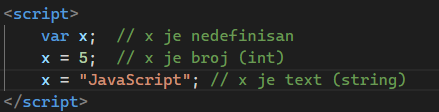 <script>
var x;  // x je nedefinisan
x = 5;  // x je broj (int)
x = "JavaScript"; // x je text (string)
</script>